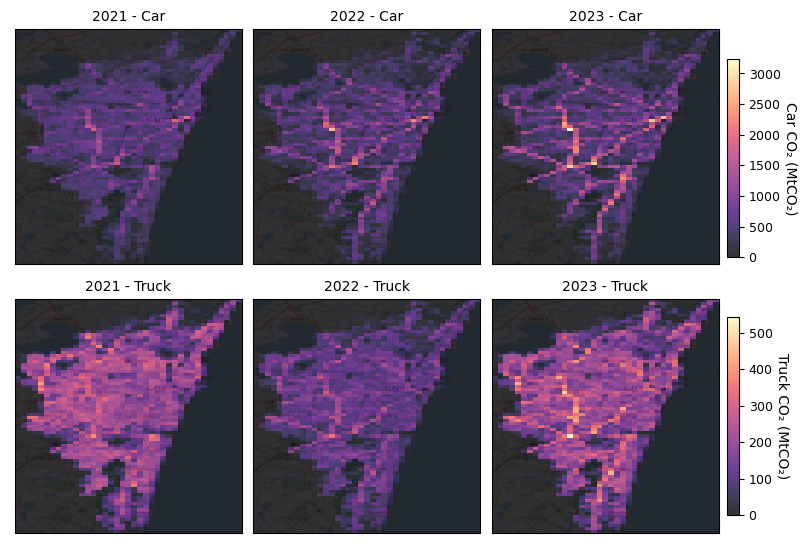 2021 - Car
2022 - Car
2023 - Car
3000
2500
2000
1500
1000
500
0
Car CO₂ (MtCO₂)
2021 - Truck
2022 - Truck
2023 - Truck
500
400
300
200
100
0
Truck CO₂ (MtCO₂)